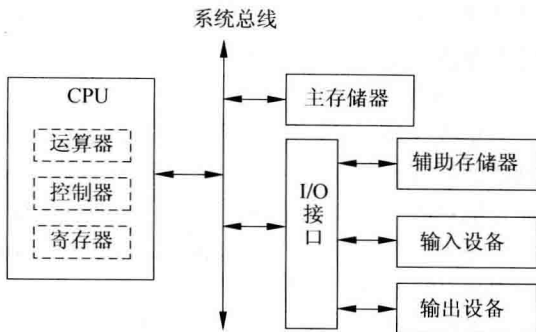 系统总线
CPU
运算器
控制器
寄存器
主存储器
I/O
接
口
辅助存储器
输入设备
输出设备